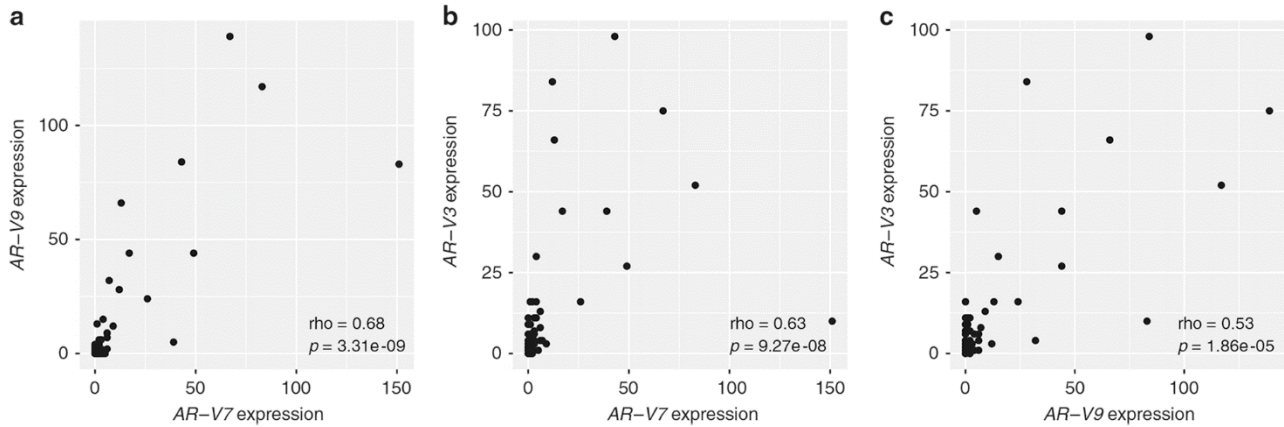 a
AR–V9 expression
100
50
0
0
50
100
150
AR–V7 expression
rho = 0.68
p = 3.31e-09
b
AR–V3 expression
100
75
50
25
0
0
50
100
150
AR–V7 expression
rho = 0.63
p = 9.27e-08
c
AR–V3 expression
100
75
50
25
0
0
50
100
AR–V9 expression
rho = 0.53
p = 1.86e-05